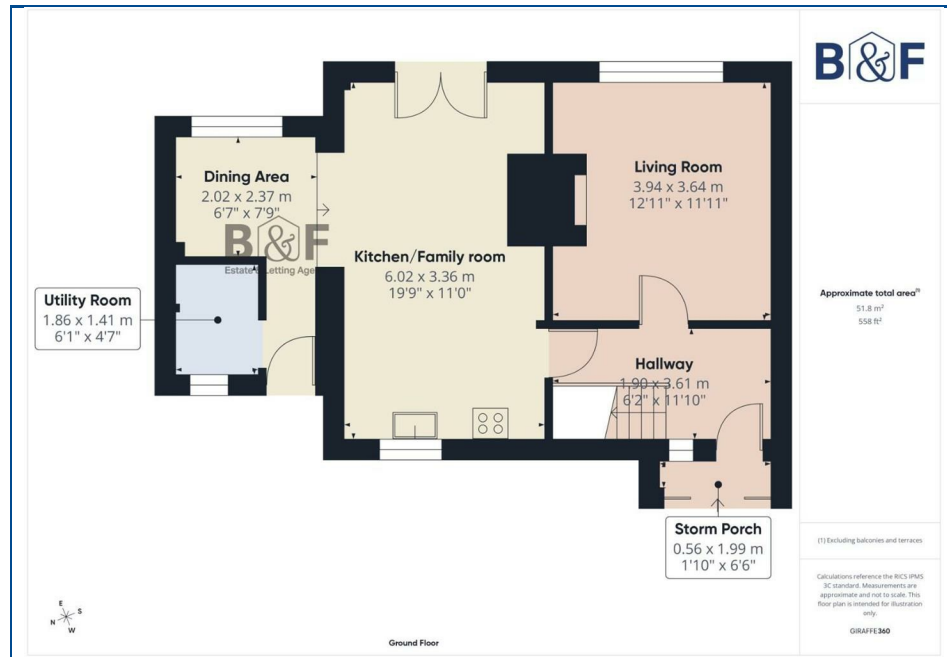 B&F
Dining Area
2.02 x 2.37 m
6'7" x 7'9"
B&F
Estate & Letting Age
Kitchen/Family room
6.02 x 3.36 m
19'9" x 11'0"
Living Room
3.94 x 3.64 m
12'11" x 11'11"
Utility Room
1.86 x 1.41 m
6'1" x 4'7"
Hallway
1.90 x 3.61 m
6'2" x 11'10"
Storm Porch
0.56 x 1.99 m
1'10" x 6'6"
Approximate total area(1)
51.8 m²
558 ft²
(1) Excluding balconies and terraces
Calculations reference the RICS IPMS
3C standard. Measurements are
approximate and not to scale. This
floor plan is intended for illustration
only.
GIRAFFE360
E
S
N
W
Ground Floor